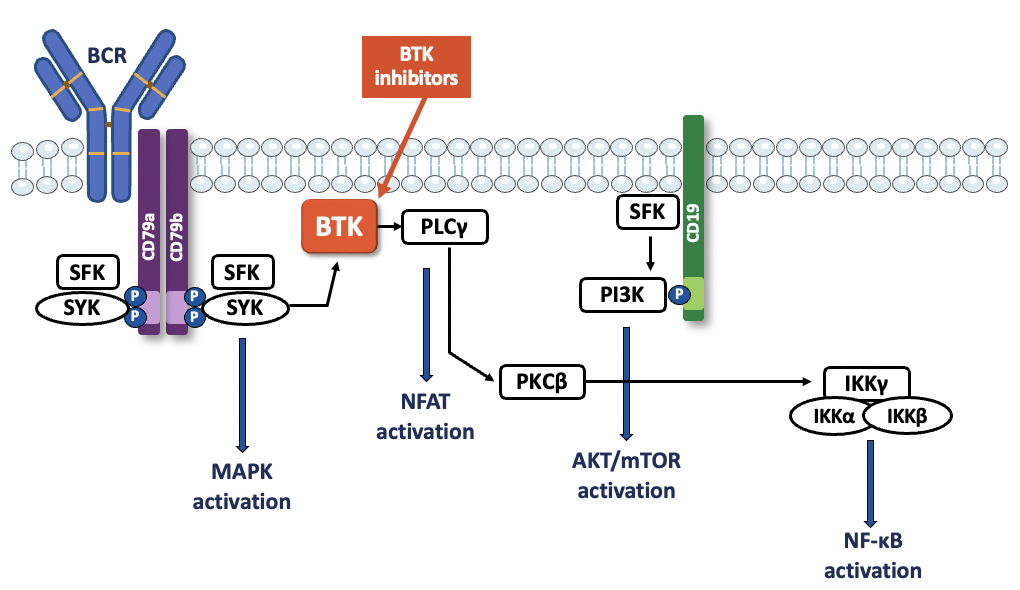 BCR
BTK
inhibitors
CD79a
CD79b
CD19
SFK
SYK
P
P
P
P
SFK
SYK
BTK
PLCγ
SFK
PI3K
P
PKCβ
IKKγ
IKKα
IKKβ
NFAT
activation
MAPK
activation
AKT/mTOR
activation
NF-κB
activation